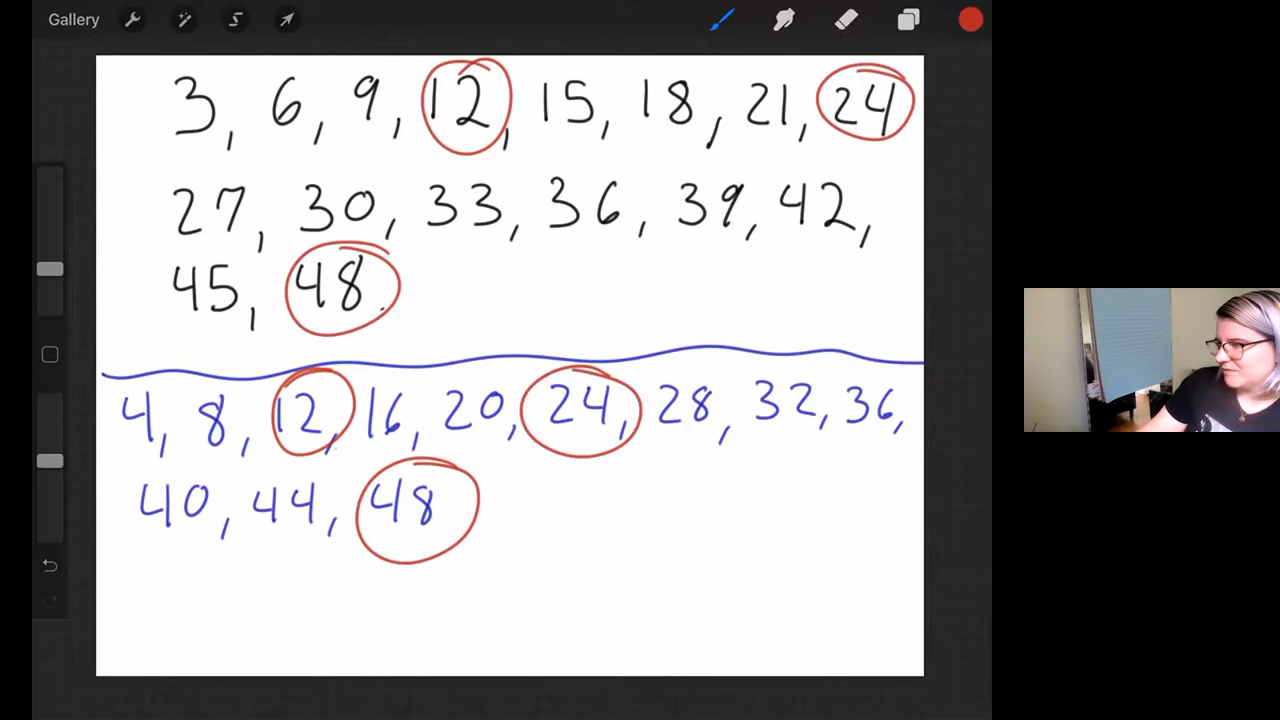 Gallery
3, 6, 9, 12, 15, 18, 21, 24
27, 30, 33, 36, 39, 42,
45, 48.
4, 8, 12, 16, 20, 24, 28, 32, 36,
40, 44, 48